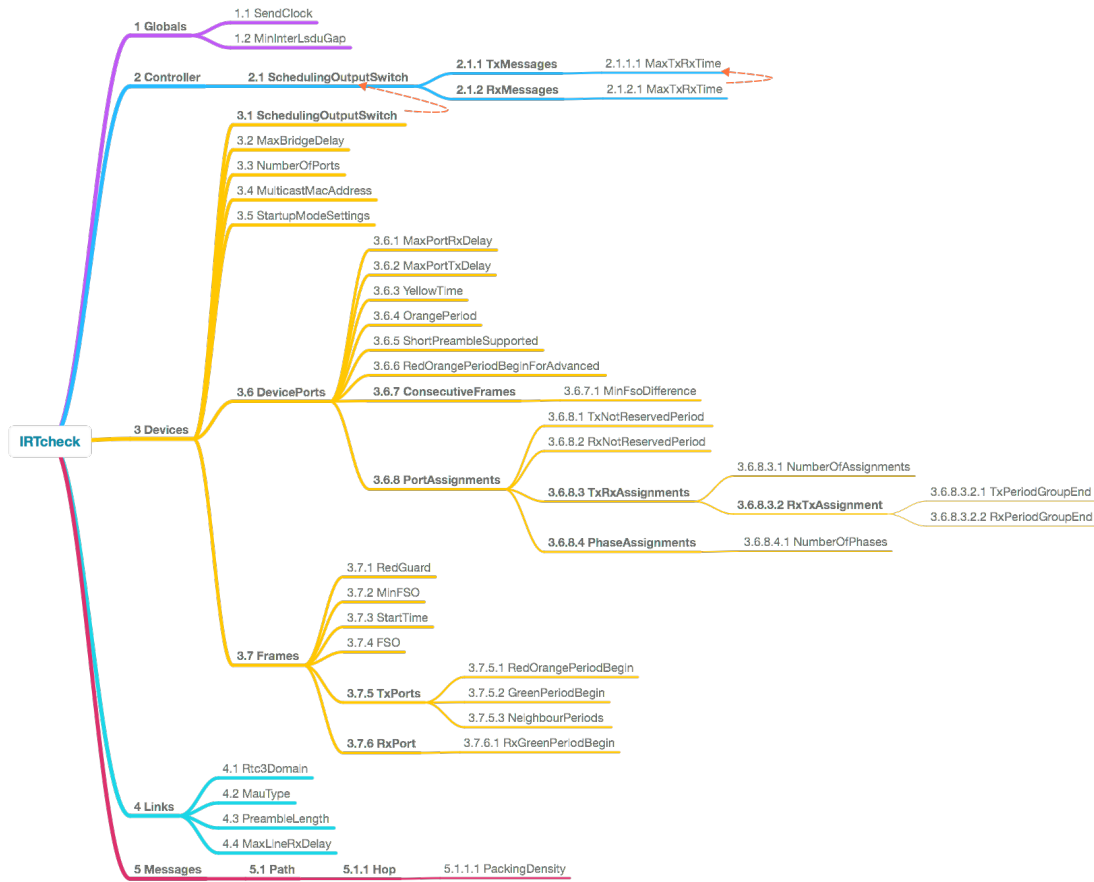 1 Globals
1.1 SendClock
1.2 MinInterLsduGap
2 Controller
2.1 SchedulingOutputSwitch
2.1.1 TxMessages
2.1.1.1 MaxTxRxTime
2.1.2 RxMessages
2.1.2.1 MaxTxRxTime
IRTcheck
3 Devices
3.1 SchedulingOutputSwitch
3.2 MaxBridgeDelay
3.3 NumberOfPorts
3.4 MulticastMacAddress
3.5 StartupModeSettings
3.6 DevicePorts
3.6.1 MaxPortRxDelay
3.6.2 MaxPortTxDelay
3.6.3 YellowTime
3.6.4 OrangePeriod
3.6.5 ShortPreambleSupported
3.6.6 RedOrangePeriodBeginForAdvanced
3.6.7 ConsecutiveFrames
3.6.7.1 MinFsoDifference
3.6.8 PortAssignments
3.6.8.1 TxNotReservedPeriod
3.6.8.2 RxNotReservedPeriod
3.6.8.3 TxRxAssignments
3.6.8.3.1 NumberOfAssignments
3.6.8.3.2 RxTxAssignment
3.6.8.3.2.1 TxPeriodGroupEnd
3.6.8.3.2.2 RxPeriodGroupEnd
3.6.8.4 PhaseAssignments
3.6.8.4.1 NumberOfPhases
3.7 Frames
3.7.1 RedGuard
3.7.2 MinFSO
3.7.3 StartTime
3.7.4 FSO
3.7.5 TxPorts
3.7.5.1 RedOrangePeriodBegin
3.7.5.2 GreenPeriodBegin
3.7.5.3 NeighbourPeriods
3.7.6 RxPort
3.7.6.1 RxGreenPeriodBegin
4 Links
4.1 Rtc3Domain
4.2 MauType
4.3 PreambleLength
4.4 MaxLineRxDelay
5 Messages
5.1 Path
5.1.1 Hop
5.1.1.1 PackingDensity